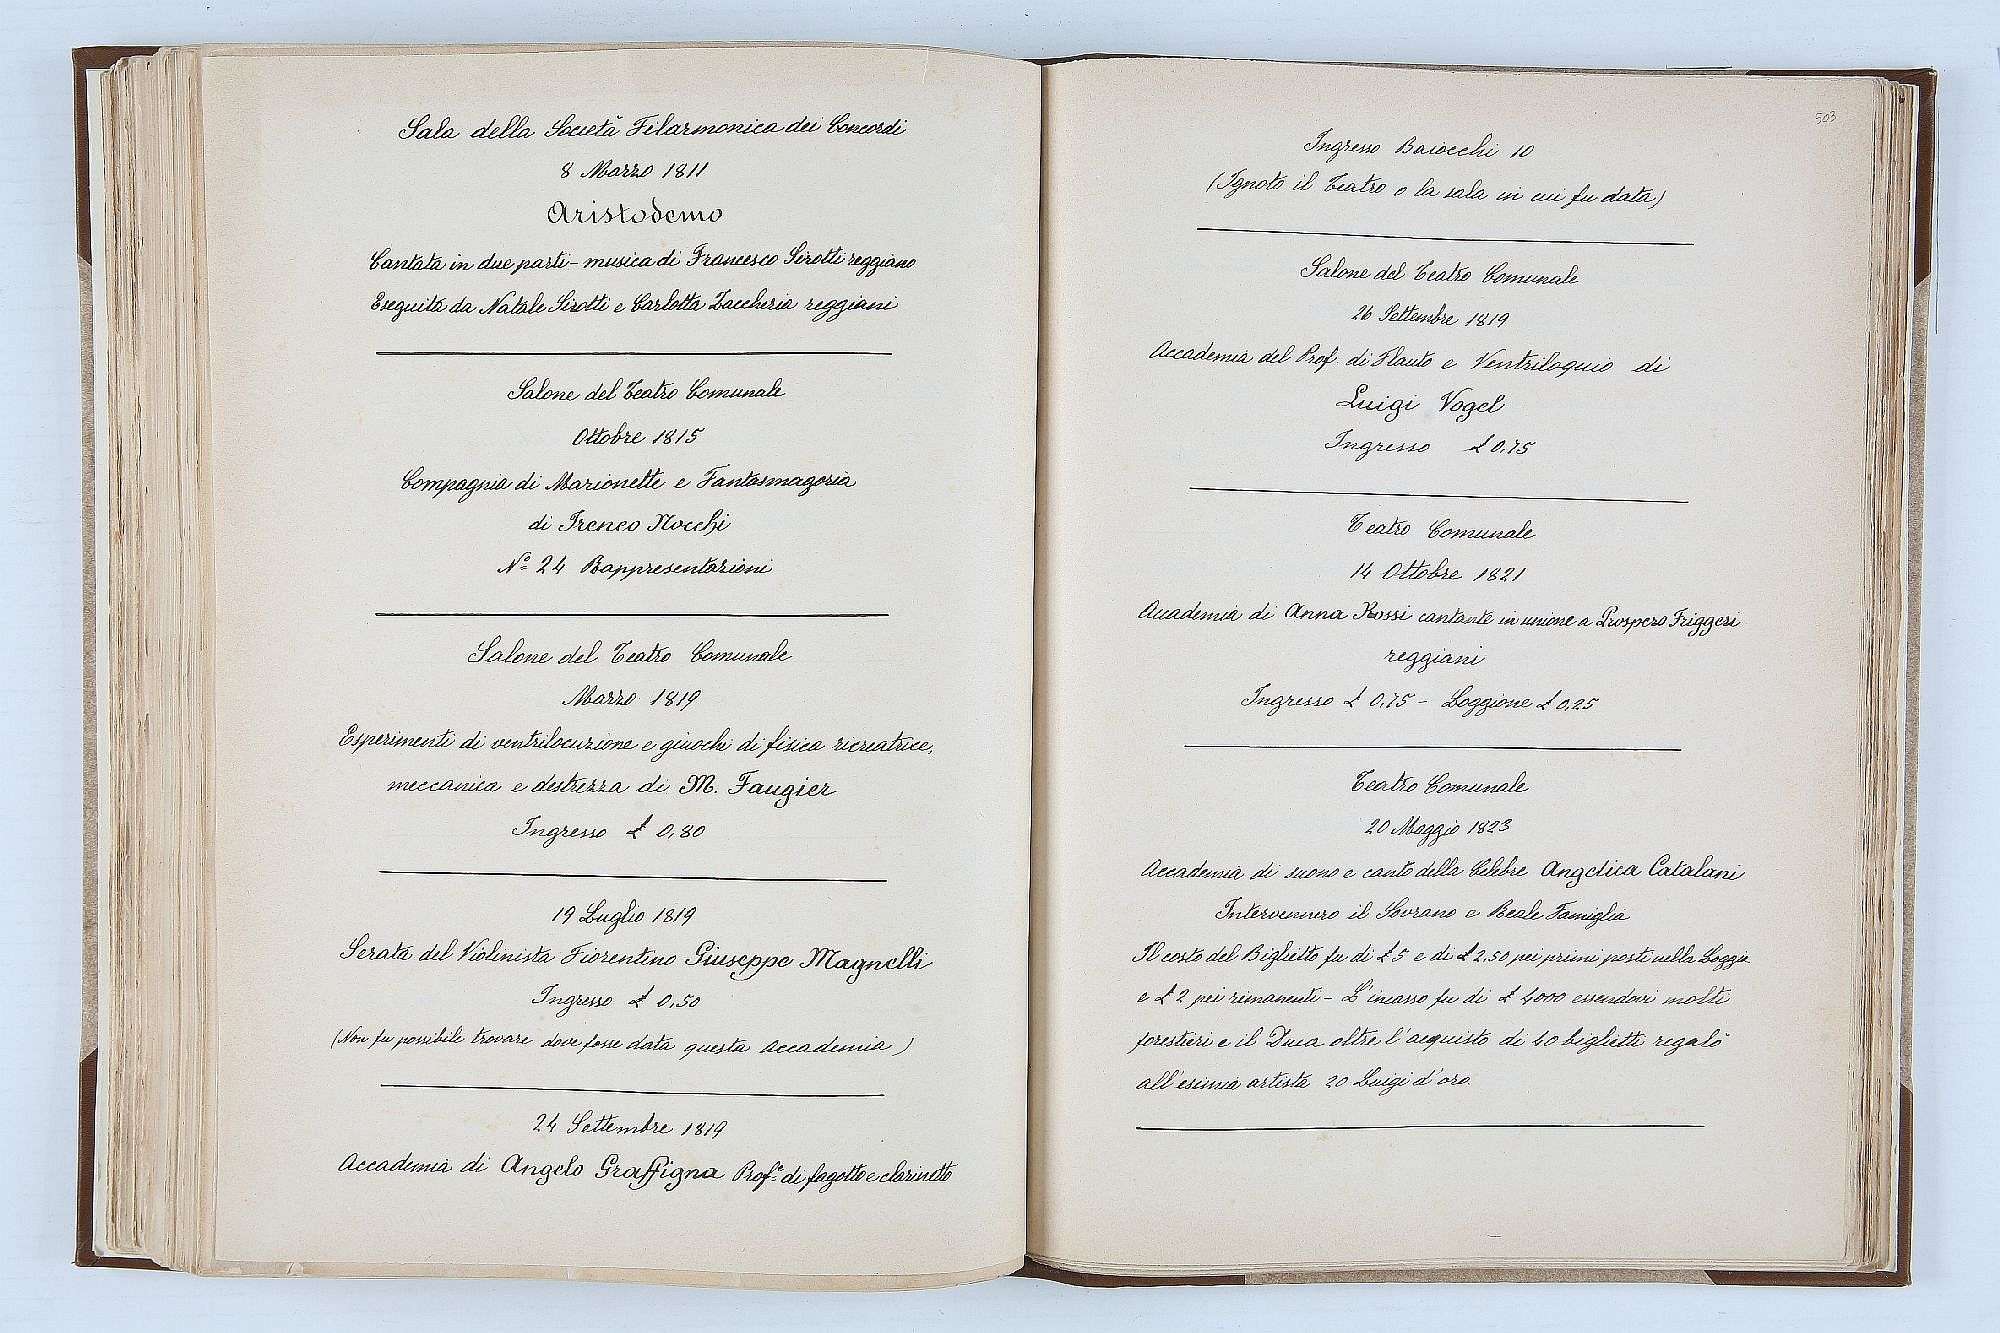 Sala della Società Filarmonica dei Concordi
8 Marzo 1811
Aristodemo
Cantata in due parti - musica di Francesco Sirotti reggiano
Eseguita da Natale Sirotti e Carlotta Zaccheria reggiani
Salone del Teatro Comunale
Ottobre 1815
Compagnia di Marionette e Fantasmagoria
di Ireneo Nocchi
N.º 24 Rappresentazioni
Salone del Teatro Comunale
Marzo 1819
Esperimenti di ventrilocuzione e giuochi di fisica ricreatrice,
meccanica e destrezza di M. Faugier
Ingresso £ 0,80
19 Luglio 1819
Serata del Violinista Fiorentino Giuseppe Magnelli
Ingresso £ 0,50
(Non fu possibile trovare dove fosse data questa accademia)
24 Settembre 1819
Accademia di Angelo Graffigna Prof.e di fagotto e clarinetto
503
Ingresso Baiocchi 10
(Ignoto il Teatro o la sala in cui fu data)
Salone del Teatro Comunale
26 Settembre 1819
Accademia del Prof. di Flauto e Ventriloquio di
Luigi Vogel
Ingresso £ 0,75
Teatro Comunale
14 Ottobre 1821
Accademia di Anna Rossi cantante in unione a Prospero Friggeri
reggiani
Ingresso £ 0,75 - Loggione £ 0,25
Teatro Comunale
20 Maggio 1823
Accademia di suono e canto della Celebre Angelica Catalani
Intervennero il Sovrano e Reale Famiglia
Il costo del Biglietto fu di £ 5 e di £ 2,50 pei primi posti nella Loggia
e £ 2 pei rimanenti - L'incasso fu di £ 4000 essendovi molti
forestieri e il Duca oltre l'acquisto di 40 biglietti regalò
all'esimia artista 20 Luigi d'oro